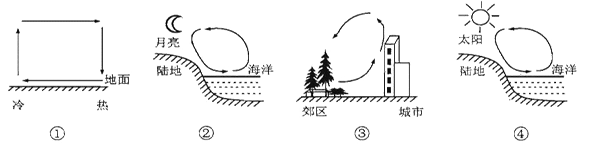 地面
冷 热
①
月亮
陆地 海洋
②
郊区 城市
③
太阳
陆地 海洋
④